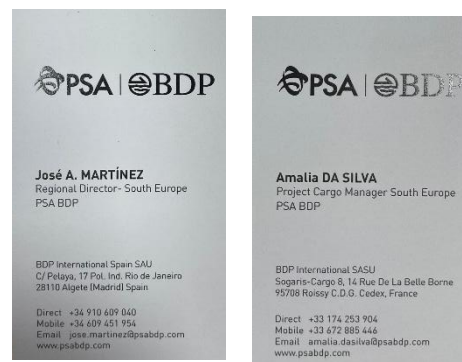 PSA | BDP
José A. MARTÍNEZ
Regional Director- South Europe
PSA BDP
BDP International Spain SAU
C/ Pelaya, 17 Pol. Ind. Rio de Janeiro
28110 Algete (Madrid) Spain
Direct +34 910 609 040
Mobile +34 609 451 954
Email jose.martinez@psabdp.com
www.psabdp.com
PSA | BDP
Amalia DA SILVA
Project Cargo Manager South Europe
PSA BDP
BDP International SASU
Sogaris-Cargo 8, 14 Rue De La Belle Borne
95708 Roissy C.D.G. Cedex, France
Direct +33 174 253 904
Mobile +33 672 885 446
Email amalia.dasilva@psabdp.com
www.psabdp.com